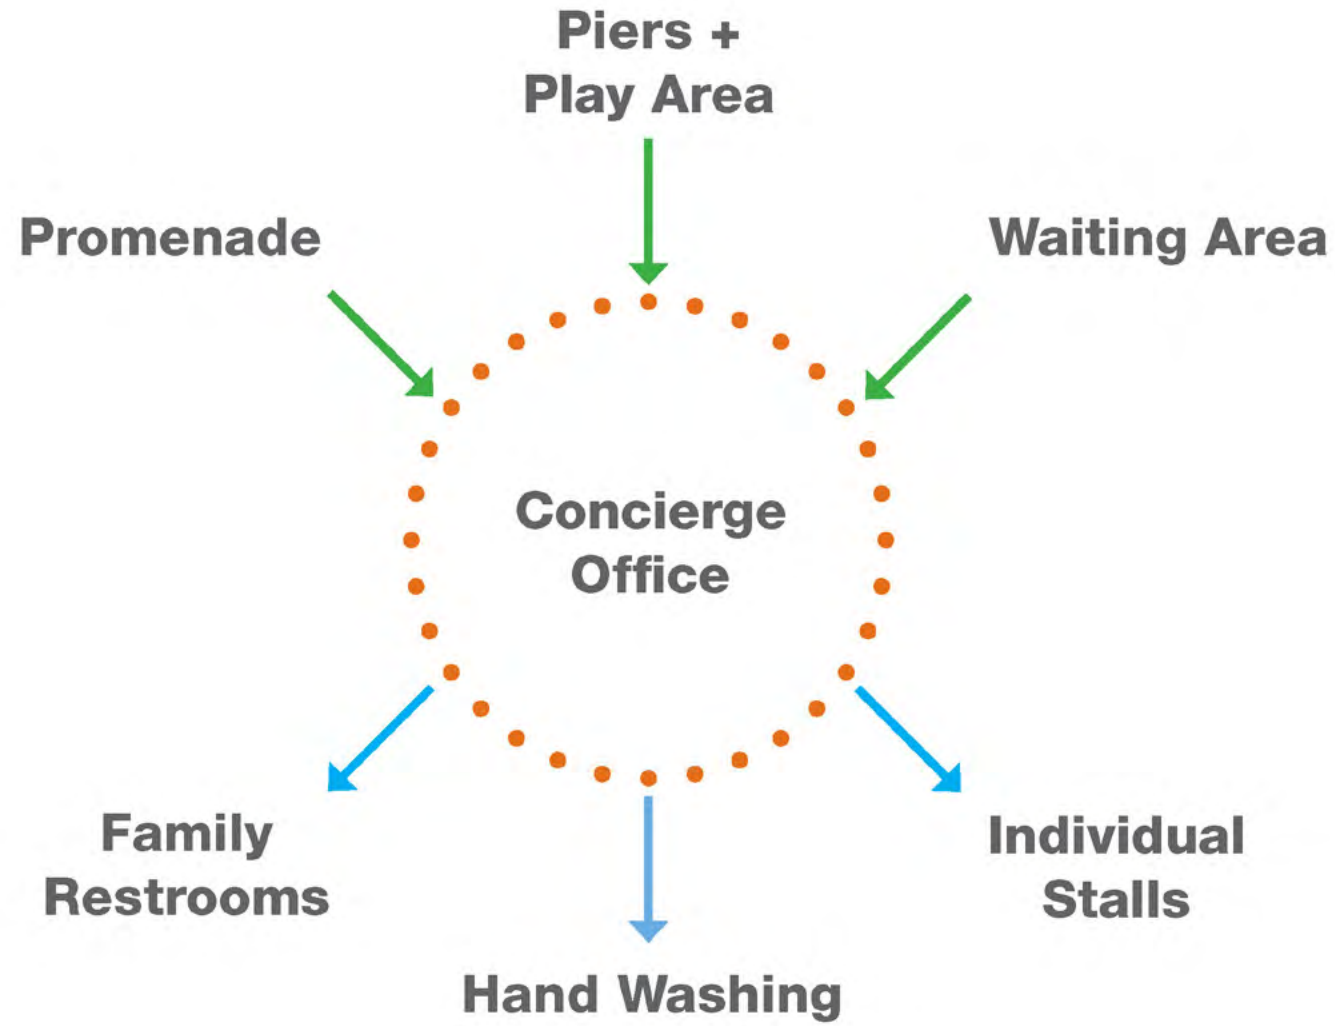 Piers +
Play Area
Promenade
Waiting Area
Concierge
Office
Family
Restrooms
Individual
Stalls
Hand Washing